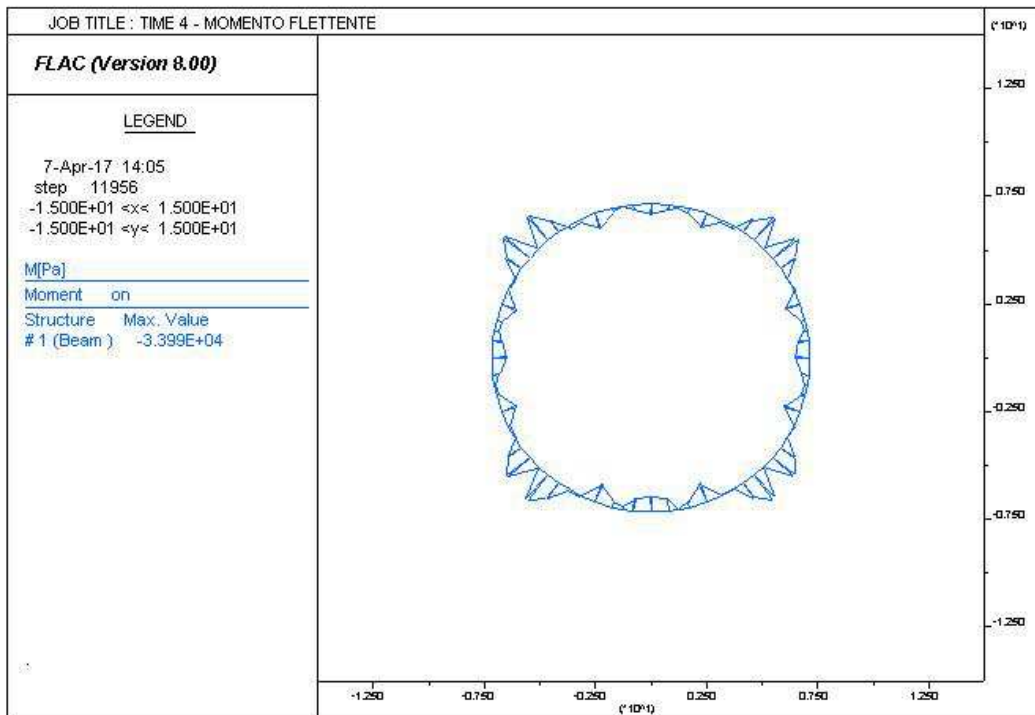 JOB TITLE : TIME 4 - MOMENTO FLETTENTE
(*10^1)
FLAC (Version 8.00)
LEGEND
7-Apr-17 14:05
step 11956
-1.500E+01 <x< 1.500E+01
-1.500E+01 <y< 1.500E+01
M[Pa]
Moment on
Structure Max. Value
# 1 (Beam ) -3.399E+04
1.250
0.750
0.250
-0.250
-0.750
-1.250
-1.250 -0.750 -0.250 0.250 0.750 1.250
(*10^1)